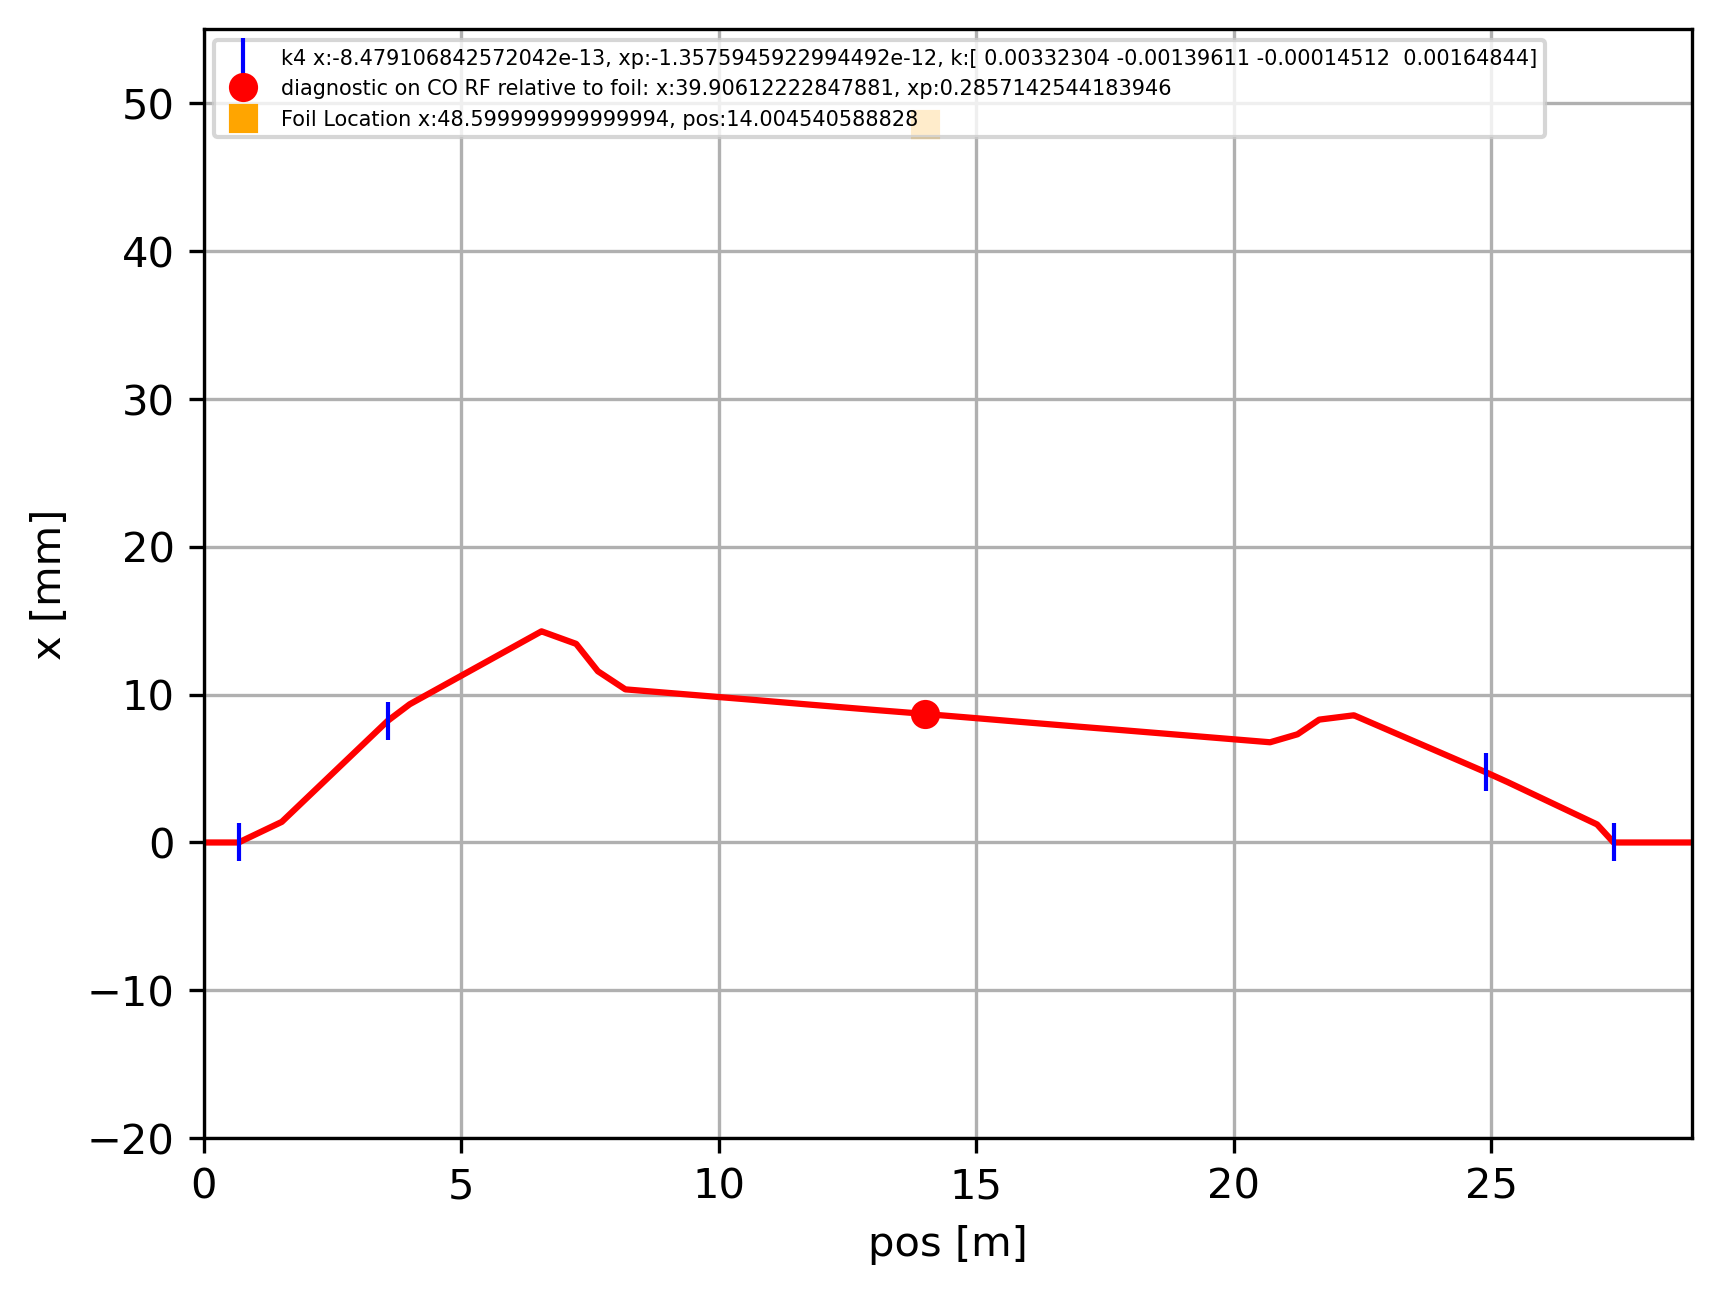 k4 x:-8.479106842572042e-13, xp:-1.3575945922994492e-12, k:[ 0.00332304 -0.00139611 -0.00014512  0.00164844]
diagnostic on CO RF relative to foil: x:39.90612222847881, xp:0.2857142544183946
Foil Location x:48.599999999999994, pos:14.004540588828
50
40
30
20
10
0
−10
−20
x [mm]
0 5 10 15 20 25
pos [m]